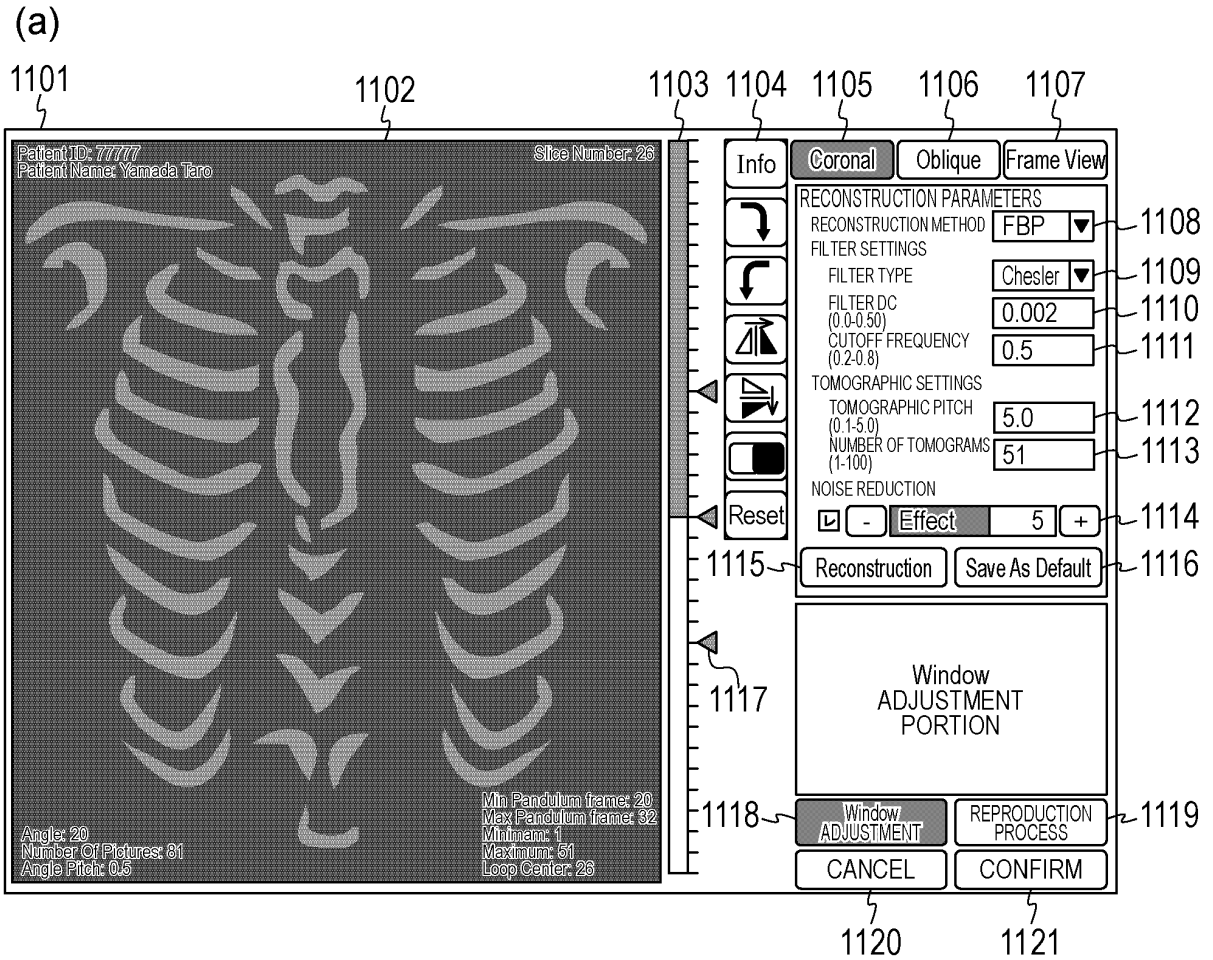 (a)
1101
1102
1103
1104
1105
1106
1107
Patient ID: 77777
Patient Name: Yamada Taro
Slice Number: 26
Info
Coronal
Oblique
Frame View
RECONSTRUCTION PARAMETERS
RECONSTRUCTION METHOD
FBP
1108
FILTER SETTINGS
FILTER TYPE
Chesler
1109
FILTER DC
(0.0-0.50)
0.002
1110
CUTOFF FREQUENCY
(0.2-0.8)
0.5
1111
TOMOGRAPHIC SETTINGS
TOMOGRAPHIC PITCH
(0.1-5.0)
5.0
1112
NUMBER OF TOMOGRAMS
(1-100)
51
1113
NOISE REDUCTION
Reset
- Effect 5 +
1114
1115
Reconstruction
Save As Default
1116
1117
Window
ADJUSTMENT
PORTION
Min Pandulum frame: 20
Max Pandulum frame: 32
Minimam: 1
Maximum: 51
Loop Center: 26
Angle: 20
Number Of Pictures: 81
Angle Pitch: 0.5
1118
Window
ADJUSTMENT
REPRODUCTION
PROCESS
1119
CANCEL
CONFIRM
1120
1121